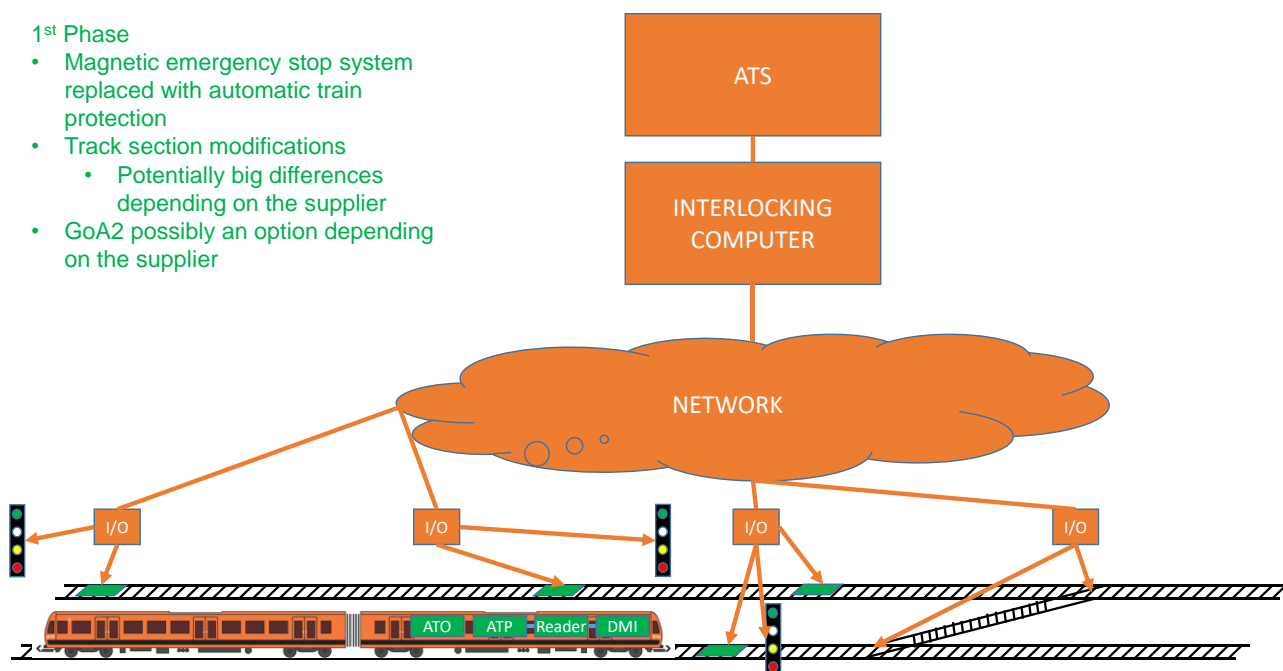 1st Phase
• Magnetic emergency stop system
replaced with automatic train
protection
• Track section modifications
• Potentially big differences
depending on the supplier
• GoA2 possibly an option depending
on the supplier
ATS
INTERLOCKING
COMPUTER
NETWORK
I/O
I/O
I/O
I/O
ATO
ATP
Reader
DMI